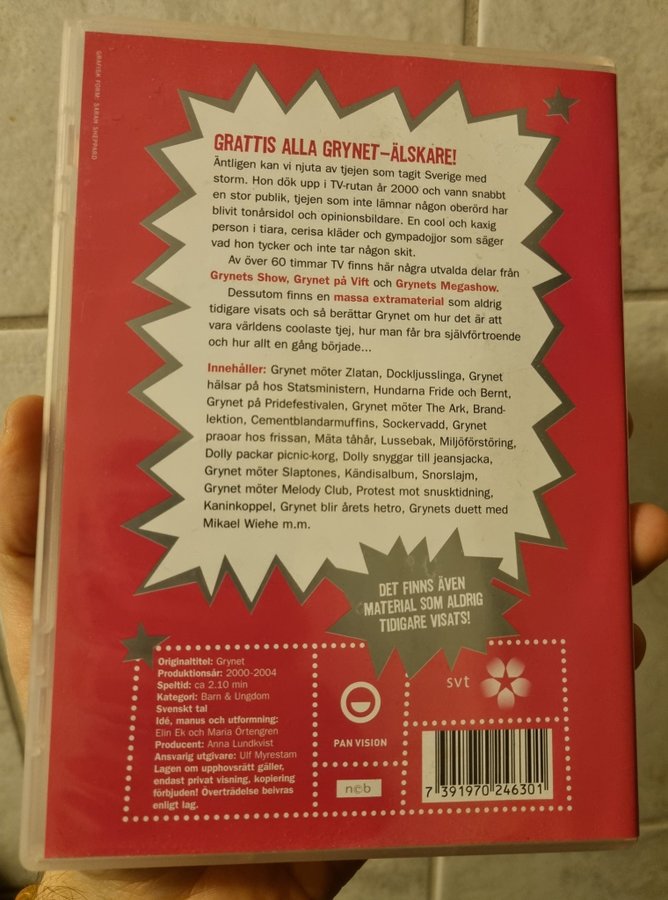 GRAFISK FORM: SARAH SHEPPARD
GRATTIS ALLA GRYNET-ÄLSKARE!
Äntligen kan vi njuta av tjejen som tagit Sverige med
storm. Hon dök upp i TV-rutan år 2000 och vann snabbt
en stor publik, tjejen som inte lämnar någon oberörd har
blivit tonårsidol och opinionsbildare. En cool och kaxig
person i tiara, cerisa kläder och gympadojjor som säger
vad hon tycker och inte tar någon skit.
Av över 60 timmar TV finns här några utvalda delar från
Grynets Show, Grynet på Vift och Grynets Megashow.
Dessutom finns en massa extramaterial som aldrig
tidigare visats och så berättar Grynet om hur det är att
vara världens coolaste tjej, hur man får bra självförtroende
och hur allt en gång började...
Innehåller: Grynet möter Zlatan, Dockljusslinga, Grynet
hälsar på hos Statsministern, Hundarna Fride och Bernt,
Grynet på Pridefestivalen, Grynet möter The Ark, Brand-
lektion, Cementblandarmuffins, Sockervadd, Grynet
praoar hos frissan, Mäta tåhår, Lussebak, Miljöförstöring,
Dolly packar picnic-korg, Dolly snyggar till jeansjacka,
Grynet möter Slaptones, Kändisalbum, Snorslajm,
Grynet möter Melody Club, Protest mot snusktidning,
Kaninkoppel, Grynet blir årets hetro, Grynets duett med
Mikael Wiehe m.m.
DET FINNS ÄVEN
MATERIAL SOM ALDRIG
TIDIGARE VISATS!
Originaltitel: Grynet
Produktionsår: 2000-2004
Speltid: ca 2.10 min
Kategori: Barn & Ungdom
Svenskt tal
Idé, manus och utformning:
Elin Ek och Maria Örtengren
Producent: Anna Lundkvist
Ansvarig utgivare: Ulf Myrestam
Lagen om upphovsrätt gäller,
endast privat visning, kopiering
förbjuden! Överträdelse beivras
enligt lag.
PAN VISION
n©b
svt
7 391970 246301